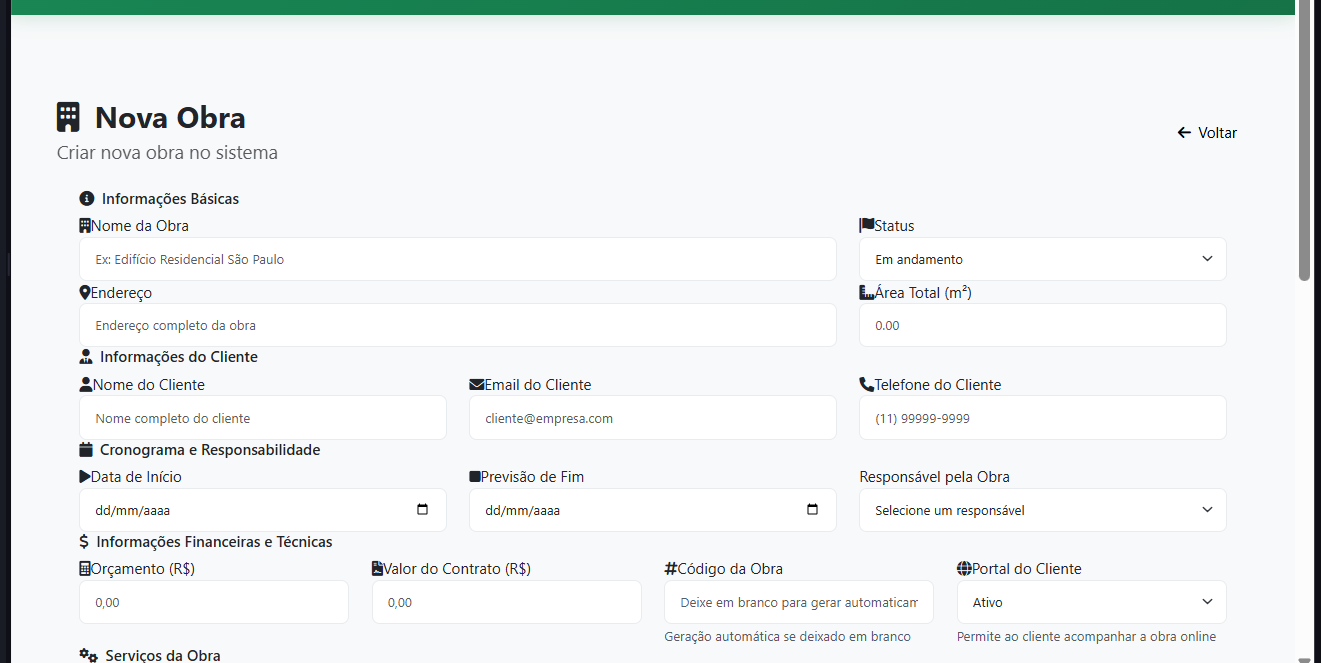 Nova Obra
Criar nova obra no sistema
Voltar
Informações Básicas
Nome da Obra
Status
Ex: Edifício Residencial São Paulo
Em andamento
Endereço
Área Total (m²)
Endereço completo da obra
0.00
Informações do Cliente
Nome do Cliente
Email do Cliente
Telefone do Cliente
Nome completo do cliente
cliente@empresa.com
(11) 99999-9999
Cronograma e Responsabilidade
Data de Início
Previsão de Fim
Responsável pela Obra
dd/mm/aaaa
dd/mm/aaaa
Selecione um responsável
$ Informações Financeiras e Técnicas
Orçamento (R$)
Valor do Contrato (R$)
#Código da Obra
Portal do Cliente
0,00
0,00
Deixe em branco para gerar automaticam
Ativo
Geração automática se deixado em branco
Permite ao cliente acompanhar a obra online
Serviços da Obra